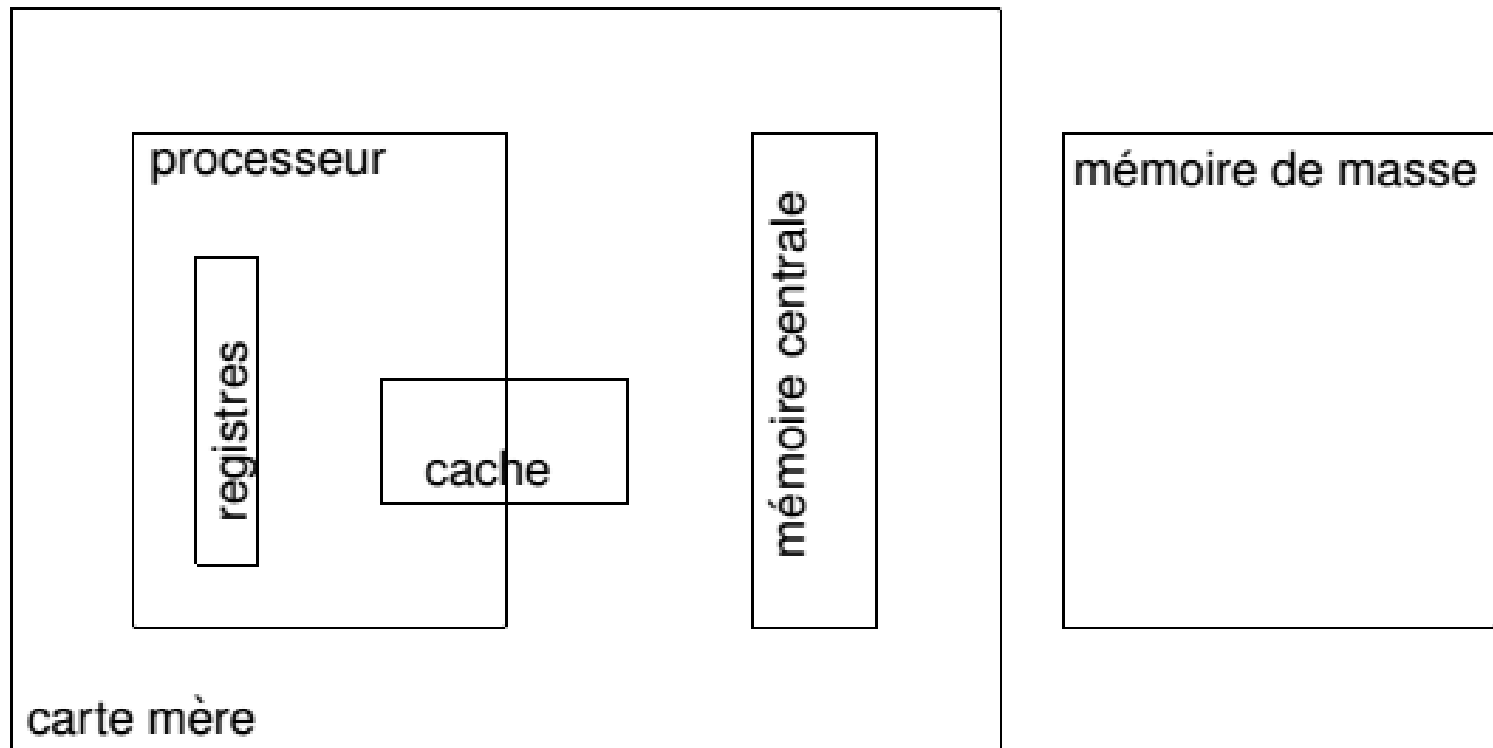 processeur
registres
cache
mémoire centrale
mémoire de masse
carte mère